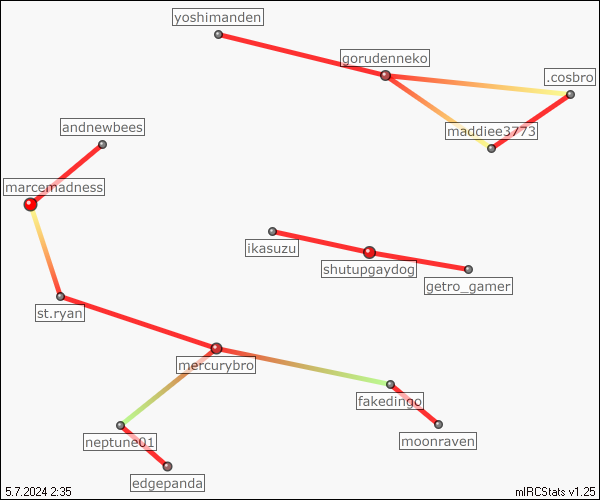 yoshimanden
gorudenneko
.cosbro
maddiee3773
andnewbees
marcemadness
ikasuzu
shutupgaydog
getro_gamer
st.ryan
mercurybro
fakedingo
neptune01
moonraven
edgepanda
5.7.2024 2:35
mIRCStats v1.25